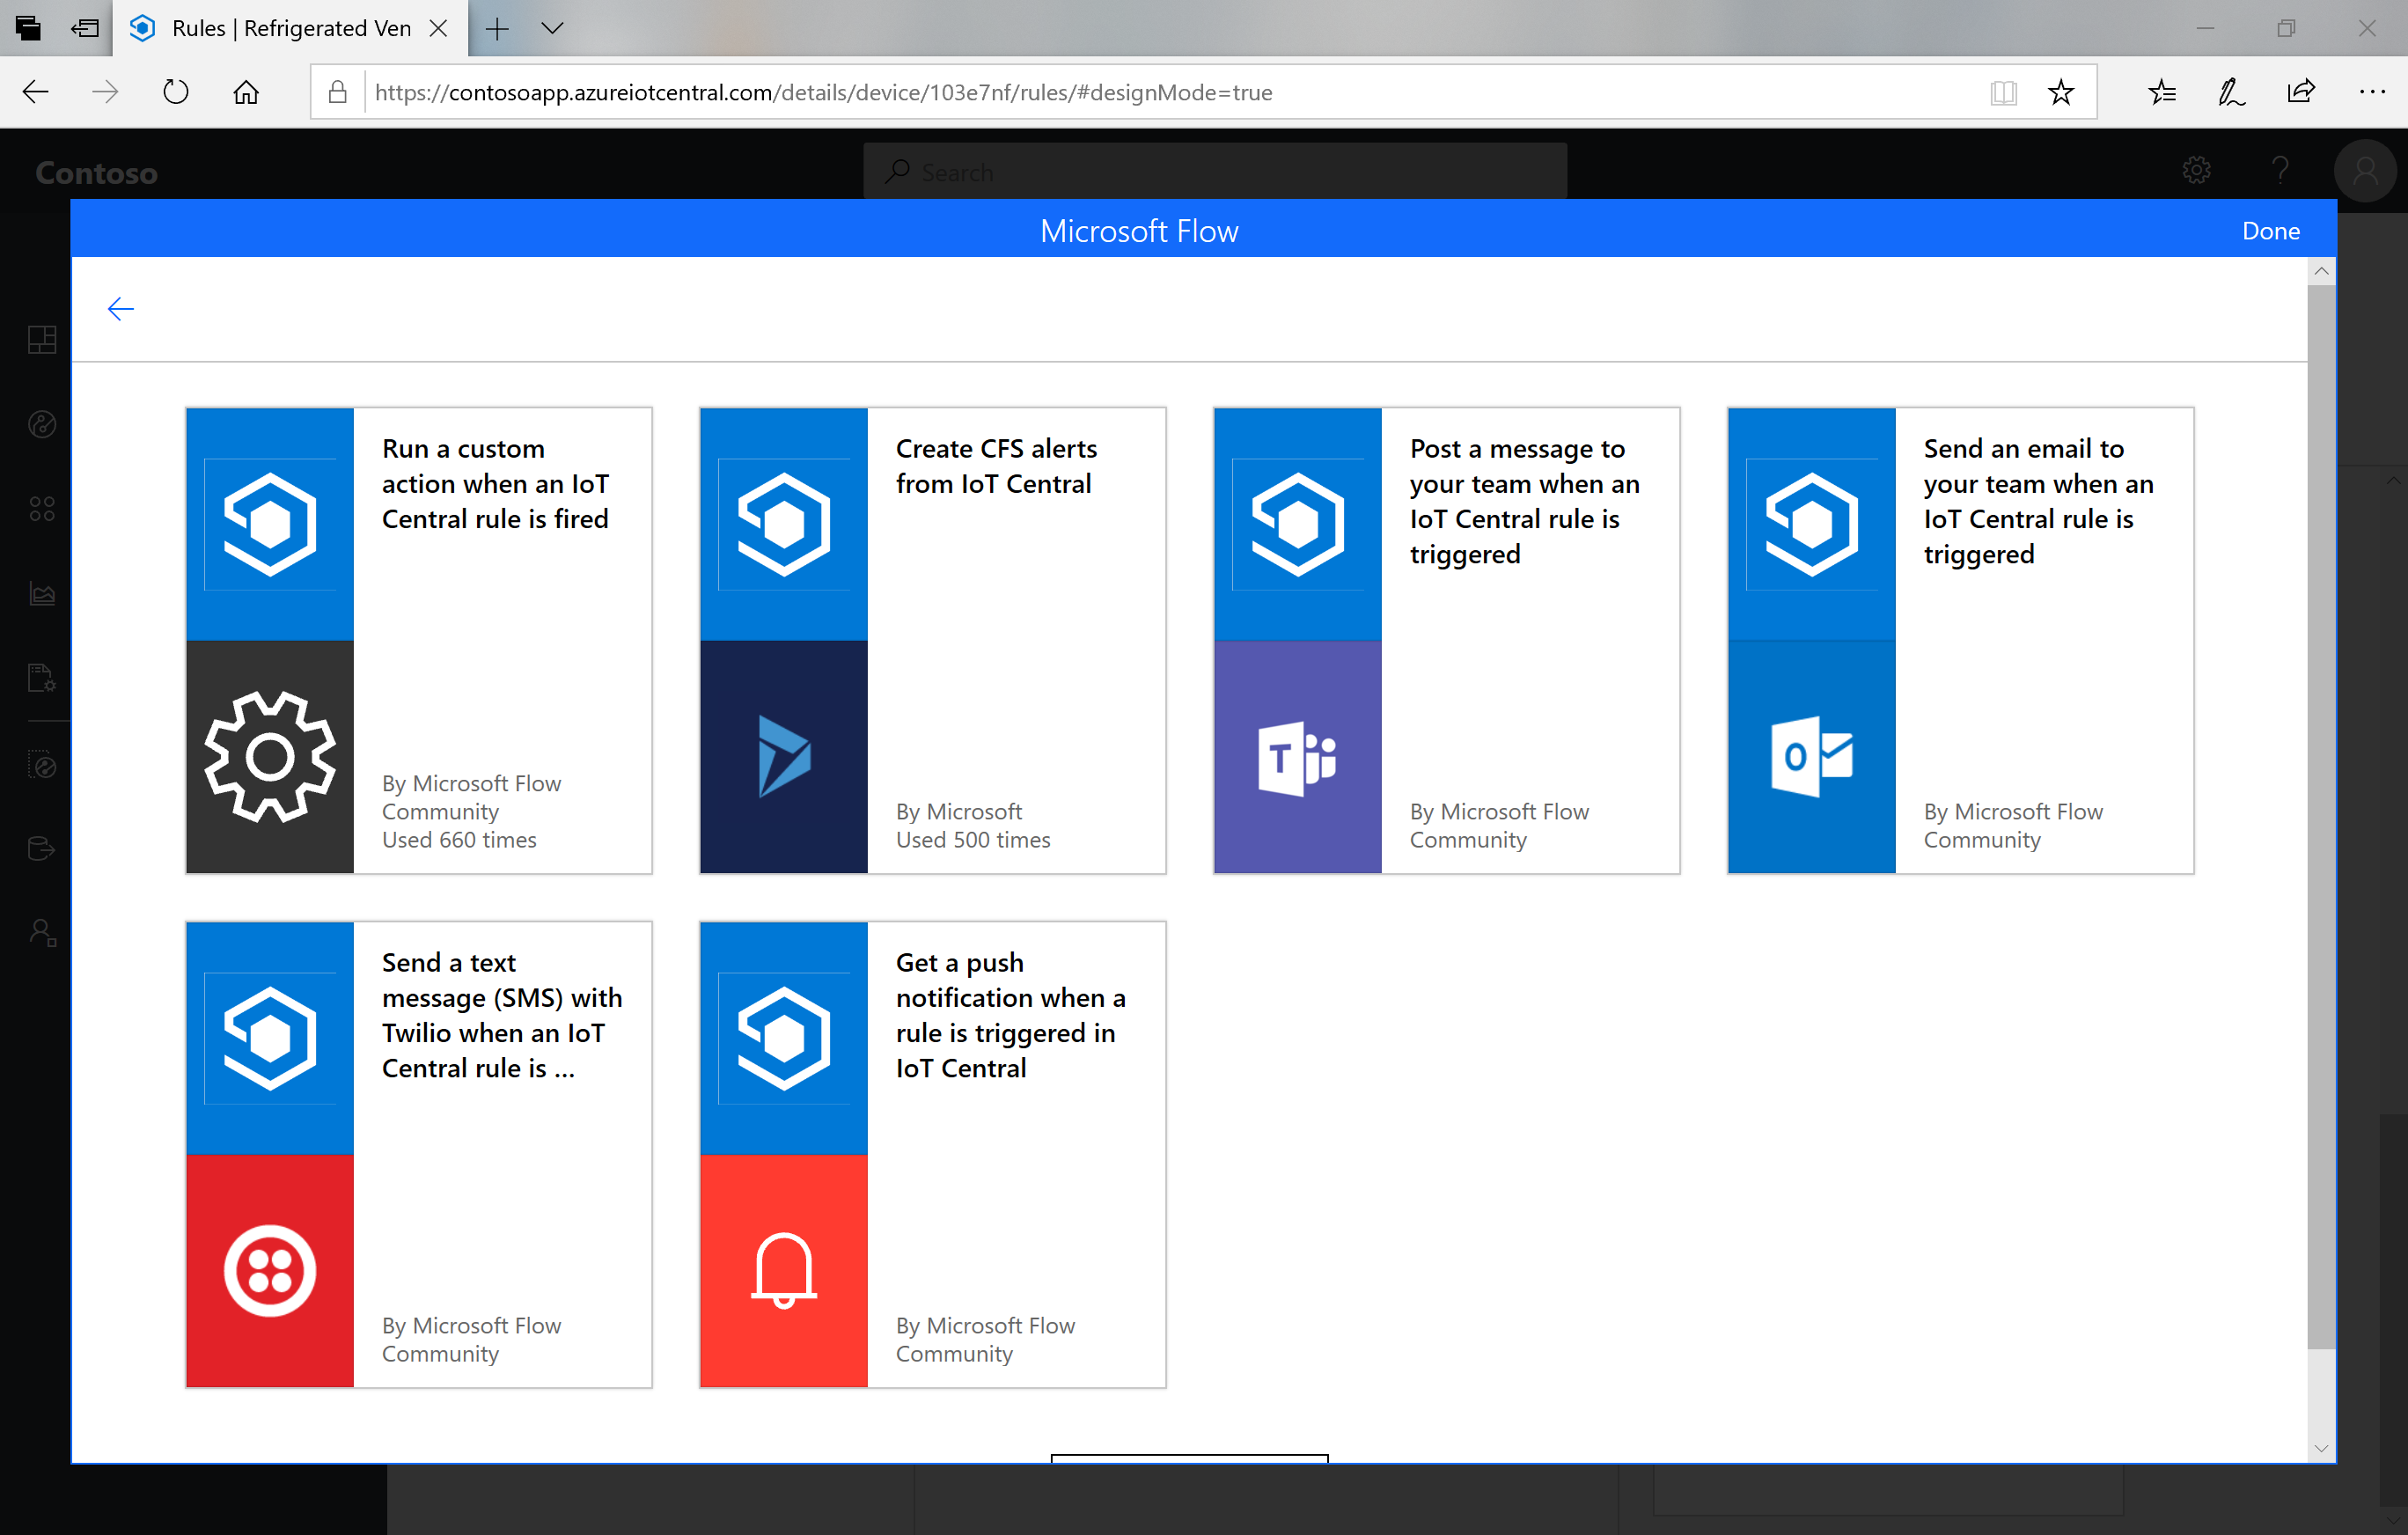 Rules | Refrigerated Ven
https://contosoapp.azureiotcentral.com/details/device/103e7nf/rules/#designMode=true
Contoso
Search
Microsoft Flow
Done
Run a custom
action when an IoT
Central rule is fired
By Microsoft Flow
Community
Used 660 times
Create CFS alerts
from IoT Central
By Microsoft
Used 500 times
Post a message to
your team when an
IoT Central rule is
triggered
By Microsoft Flow
Community
Send an email to
your team when an
IoT Central rule is
triggered
By Microsoft Flow
Community
Send a text
message (SMS) with
Twilio when an IoT
Central rule is ...
By Microsoft Flow
Community
Get a push
notification when a
rule is triggered in
IoT Central
By Microsoft Flow
Community